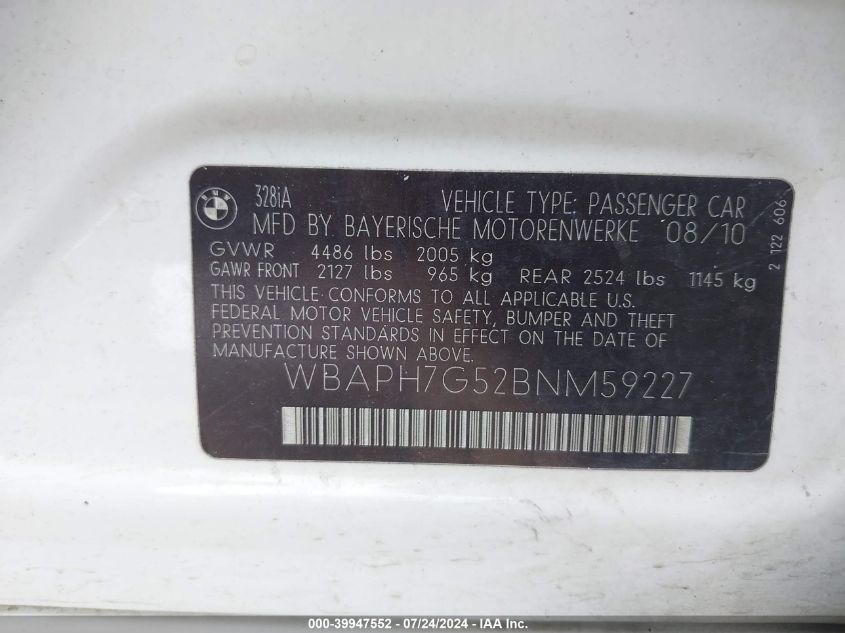 BMW
328iA VEHICLE TYPE: PASSENGER CAR
MFD BY BAYERISCHE MOTORENWERKE 08/10
GVWR 4486 lbs 2005 kg
GAWR FRONT 2127 lbs 965 kg REAR 2524 lbs 1145 kg
THIS VEHICLE CONFORMS TO ALL APPLICABLE U.S.
FEDERAL MOTOR VEHICLE SAFETY, BUMPER AND THEFT
PREVENTION STANDARDS IN EFFECT ON THE DATE OF
MANUFACTURE SHOWN ABOVE.
WBAPH7G52BNM59227
2 122 606
000-39947552 / 07/24/2024 - IAA Inc.